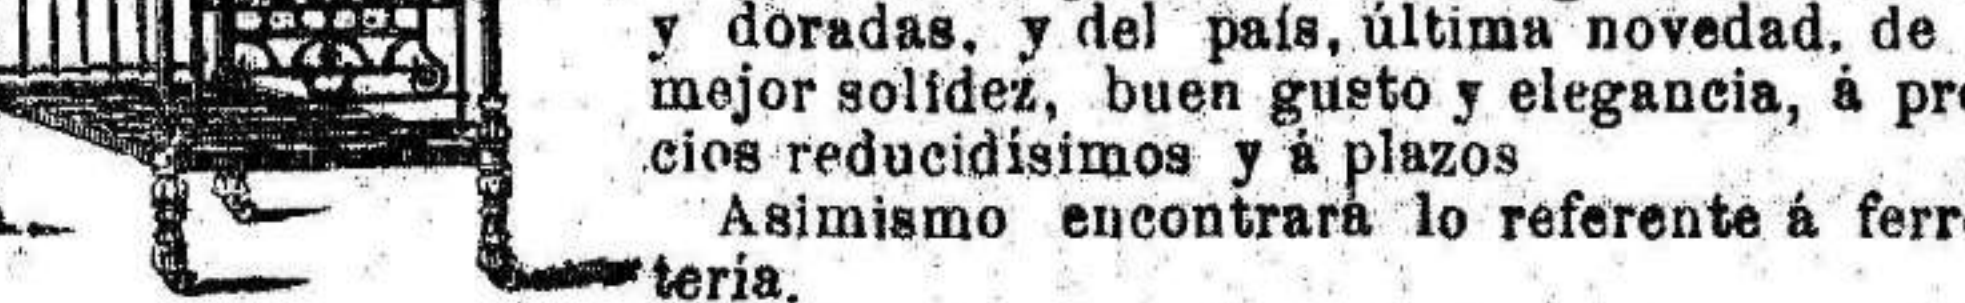 y doradas, y del país, última novedad, de
mejor solidez, buen gusto y elegancia, á pre
cios reducidísimos y á plazos
Asimismo encontrará lo referente á ferre
tería.